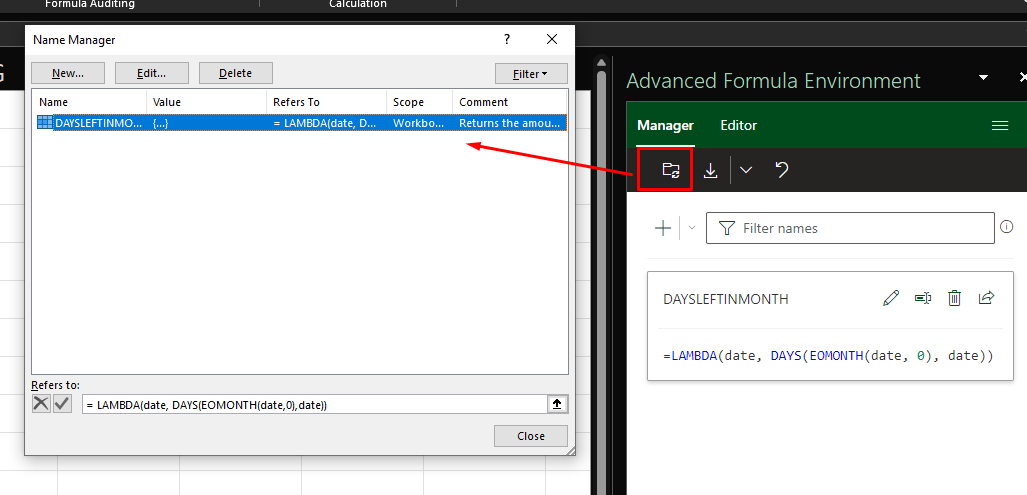 Formula Auditing
Calculation
G
Name Manager
?
New...
Edit...
Delete
Filter
Name Value Refers To Scope Comment
DAYSLEFTINMO... {...} = LAMBDA(date, D... Workbo... Returns the amou...
Refers to:
= LAMBDA(date, DAYS(EOMONTH(date,0),date))
Close
Advanced Formula Environment
Manager
Editor
Filter names
DAYSLEFTINMONTH
=LAMBDA(date, DAYS(EOMONTH(date, 0), date))